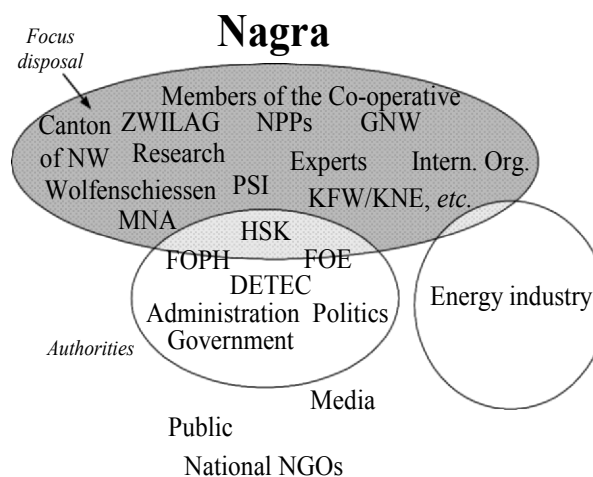 Nagra
Focus
disposal
Members of the Co-operative
Canton ZWILAG NPPs GNW
of NW Research Experts Intern. Org.
Wolfenschiessen PSI KFW/KNE, etc.
MNA HSK
FOPH FOE
DETEC
Energy industry
Administration Politics
Government
Authorities
Media
Public
National NGOs